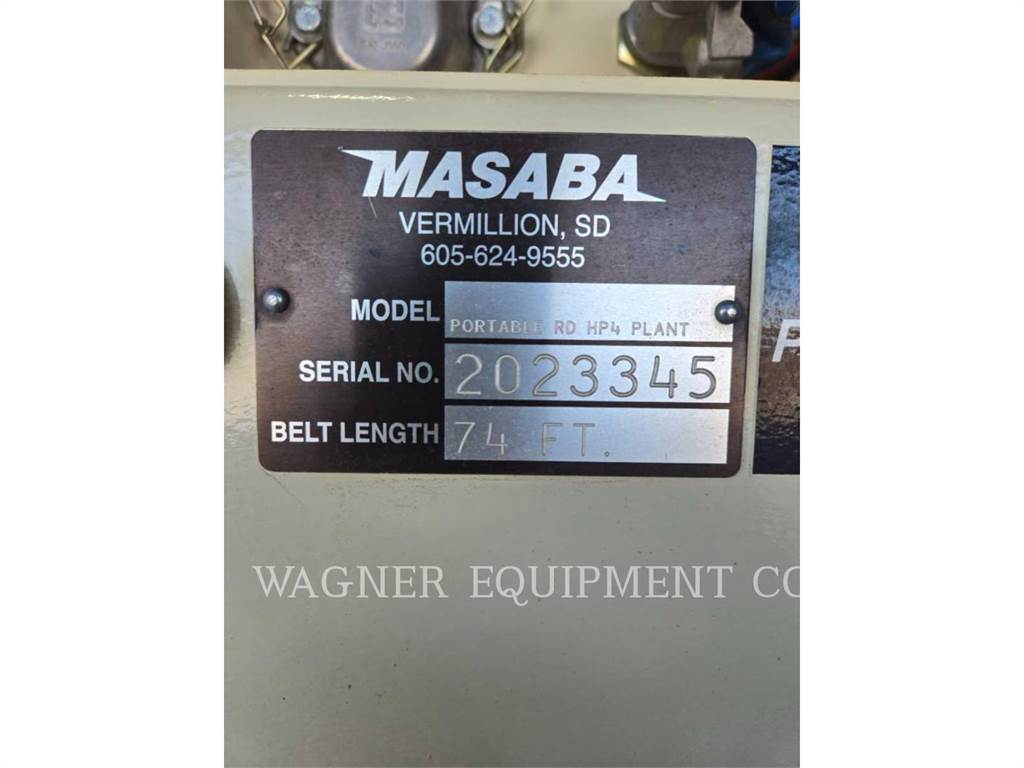 MASABA
VERMILLION, SD
605-624-9555
MODEL PORTABLE RD HP4 PLANT
SERIAL NO. 2023345
BELT LENGTH 74 FT.
P
WAGNER EQUIPMENT CO